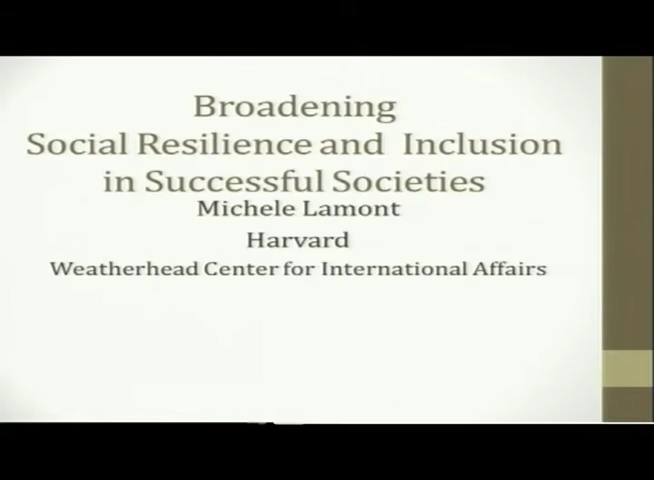 Broadening
Social Resilience and Inclusion
in Successful Societies
Michele Lamont
Harvard
Weatherhead Center for International Affairs